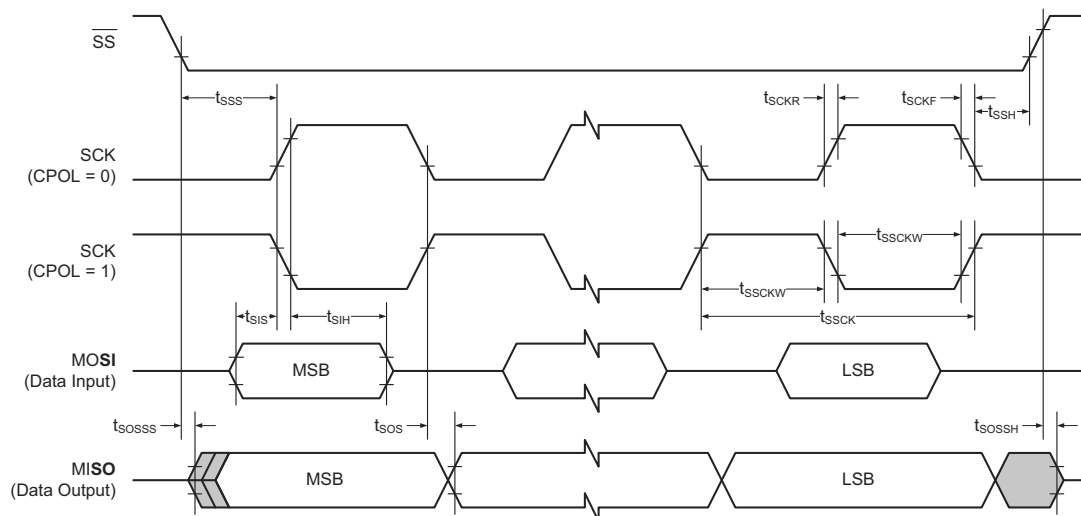 SS
tSSS
tSCKR
tSCKF
tSSH
SCK
(CPOL = 0)
SCK
(CPOL = 1)
tSSCKW
tSSCKW
tSIS
tSIH
tSSCK
MOSI
(Data Input)
MSB
LSB
tSOSSS
tSOS
tSOSSH
MISO
(Data Output)
MSB
LSB